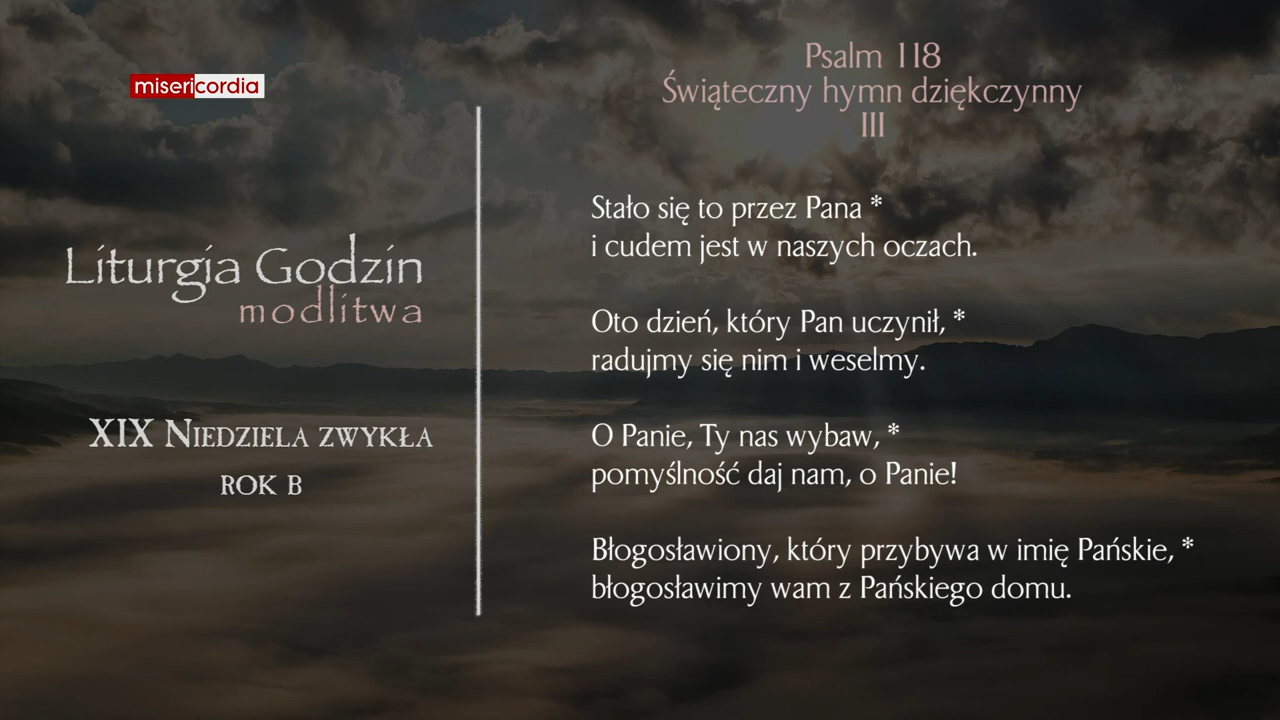 misericordia
Liturgia Godzin
modlitwa
XIX Niedziela zwykła
rok B
Psalm 118
Świąteczny hymn dziękczynny
III
Stało się to przez Pana *
i cudem jest w naszych oczach.
Oto dzień, który Pan uczynił, *
radujmy się nim i weselmy.
O Panie, Ty nas wybaw, *
pomyślność daj nam, o Panie!
Błogosławiony, który przybywa w imię Pańskie, *
błogosławimy wam z Pańskiego domu.